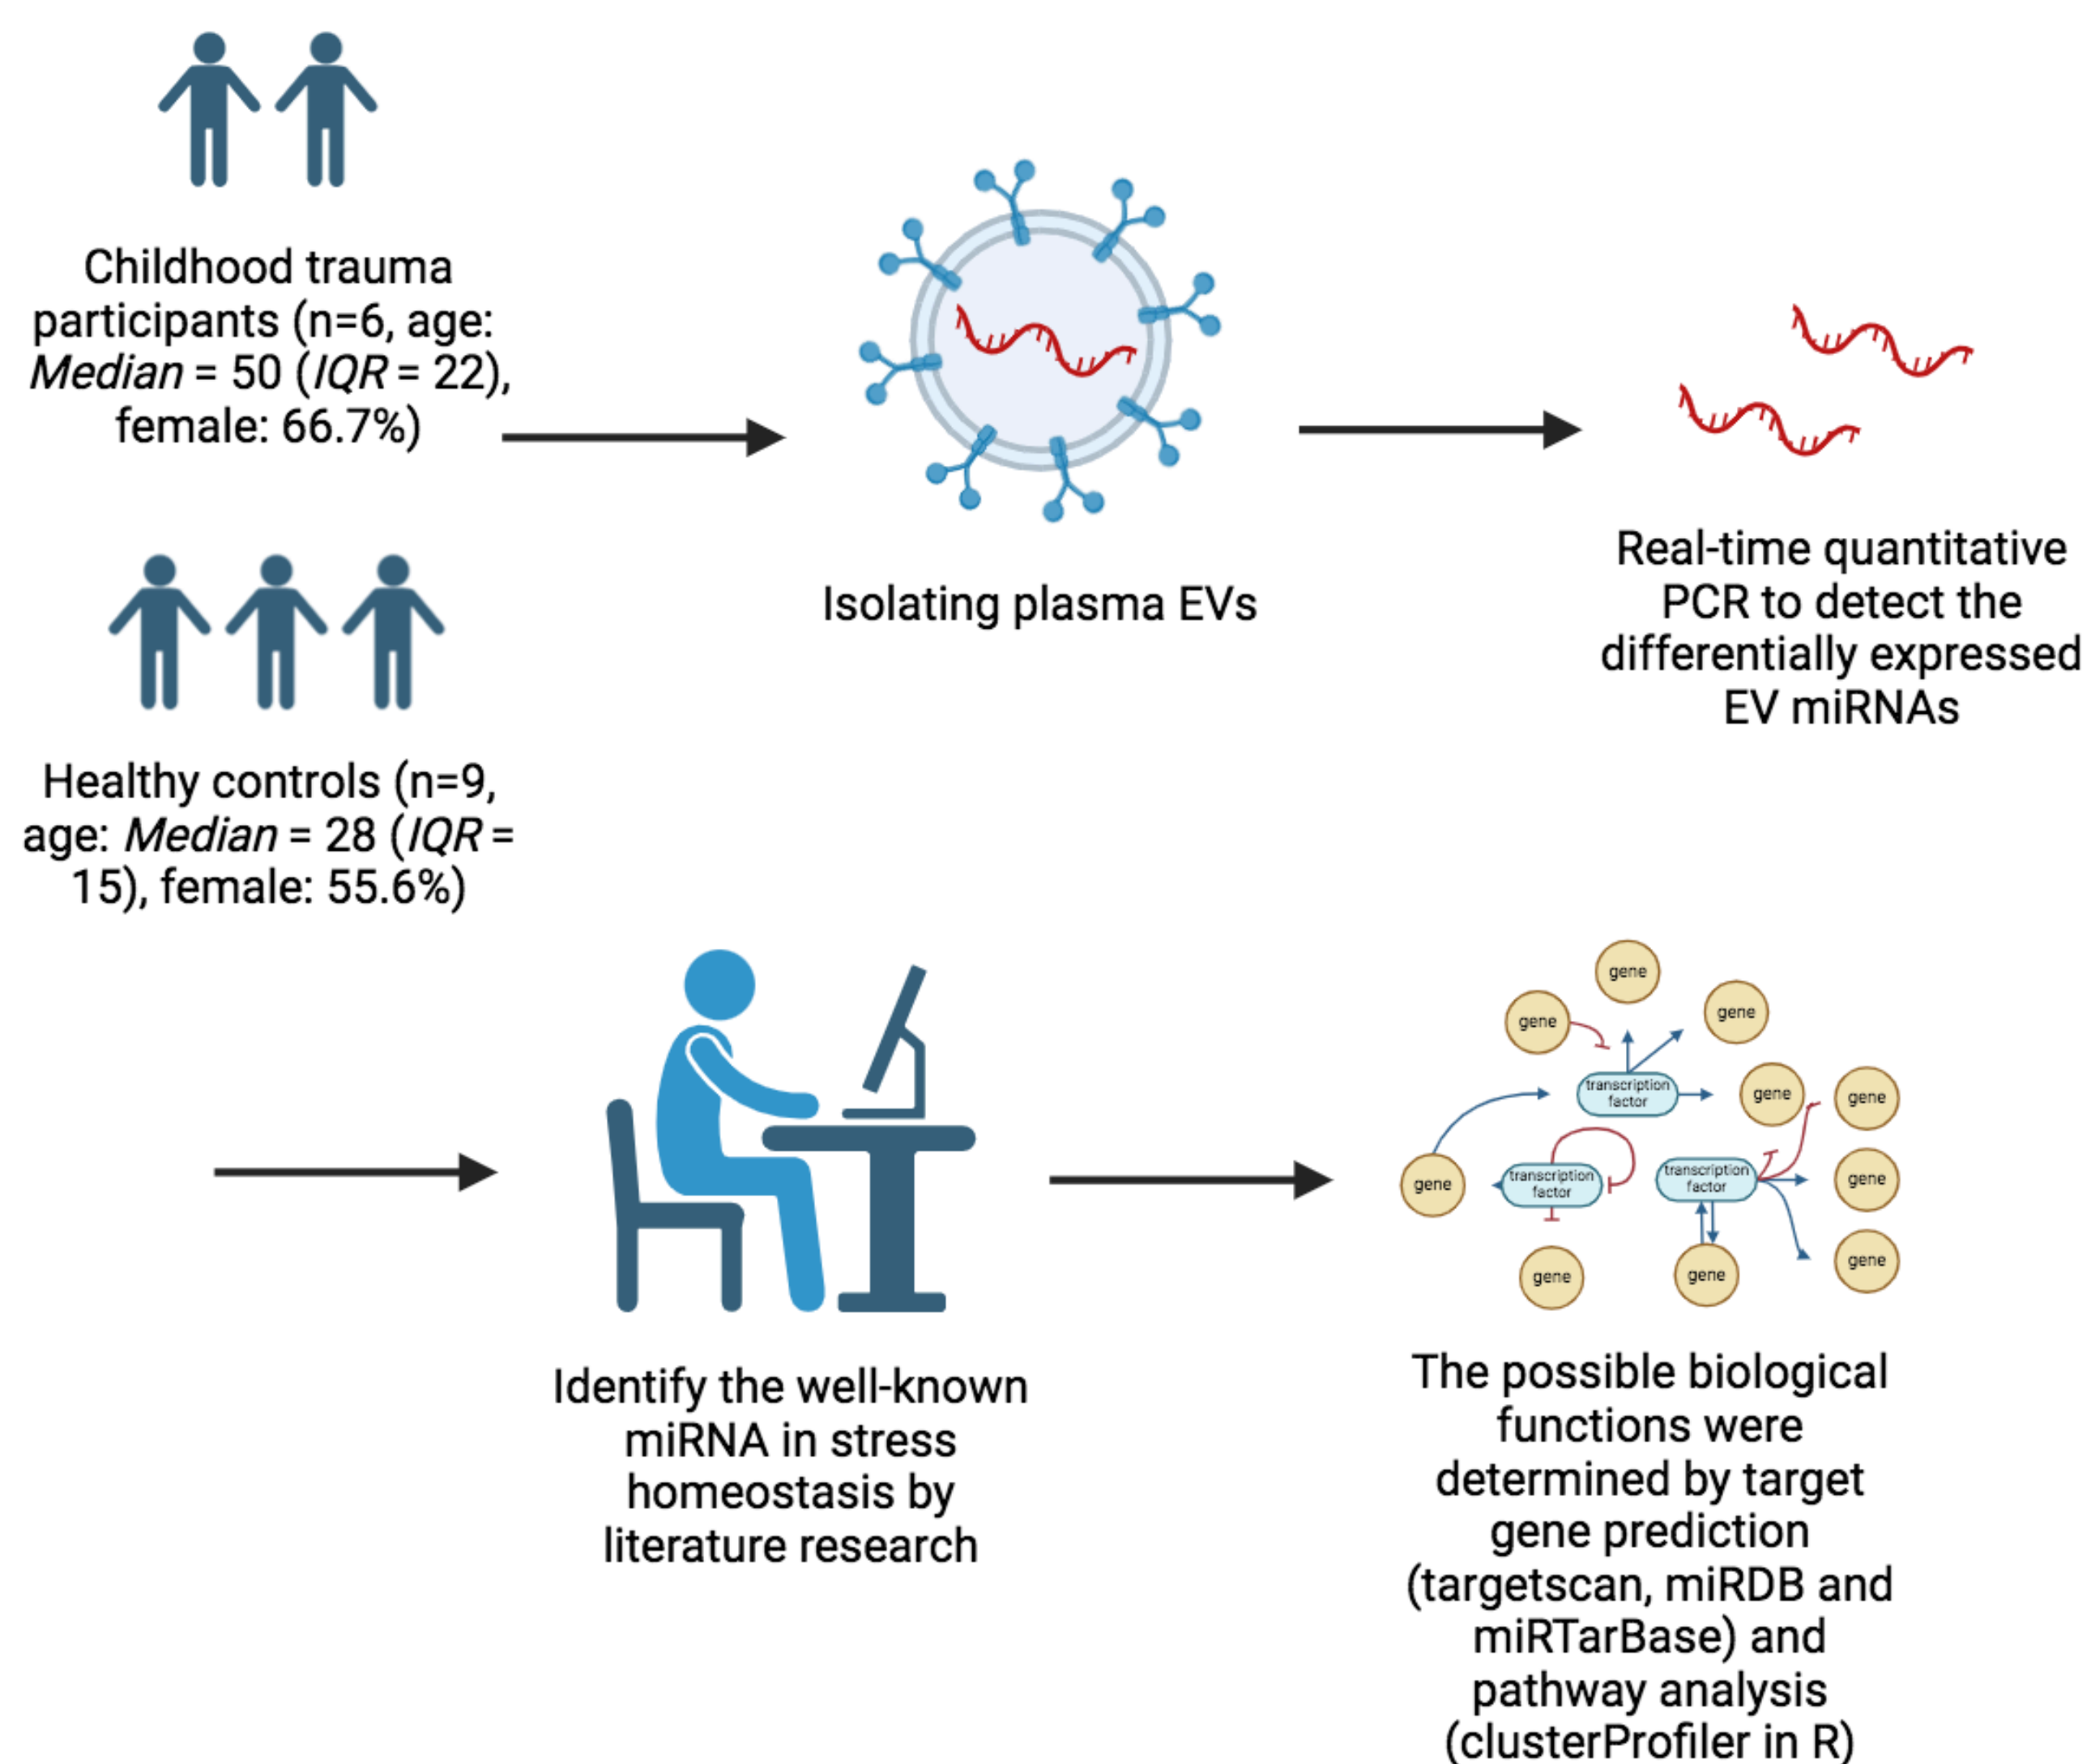 Childhood trauma
participants (n=6, age:
Median = 50 (IQR = 22),
female: 66.7%)
Isolating plasma EVs
Real-time quantitative
PCR to detect the
differentially expressed
EV miRNAs
Healthy controls (n=9,
age: Median = 28 (IQR =
15), female: 55.6%)
Identify the well-known
miRNA in stress
homeostasis by
literature research
gene
gene
gene
transcription
factor
gene
gene
gene
transcription
factor
transcription
factor
gene
gene
gene
gene
The possible biological
functions were
determined by target
gene prediction
(targetscan, miRDB and
miRTarBase) and
pathway analysis
(clusterProfiler in R)